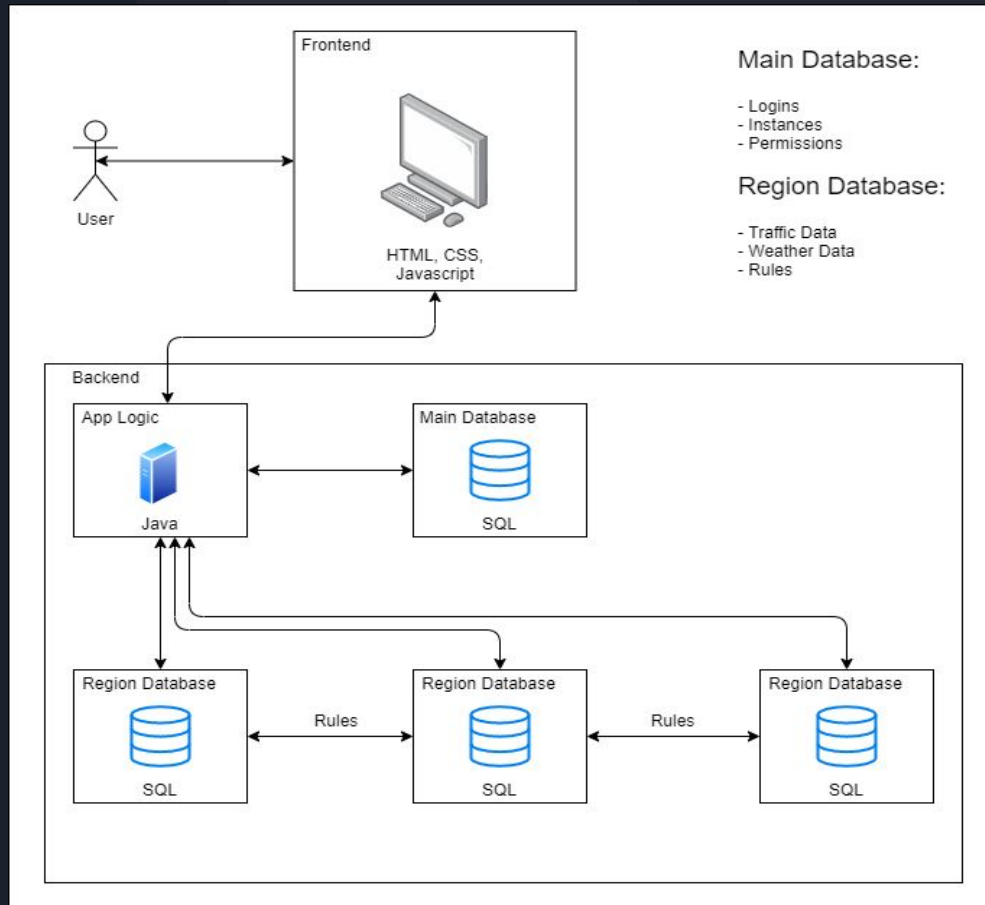 Frontend
Main Database:
- Logins
- Instances
- Permissions
Region Database:
- Traffic Data
- Weather Data
- Rules
User
HTML, CSS,
Javascript
Backend
App Logic
Main Database
Java
SQL
Region Database
Region Database
Region Database
Rules
Rules
SQL
SQL
SQL